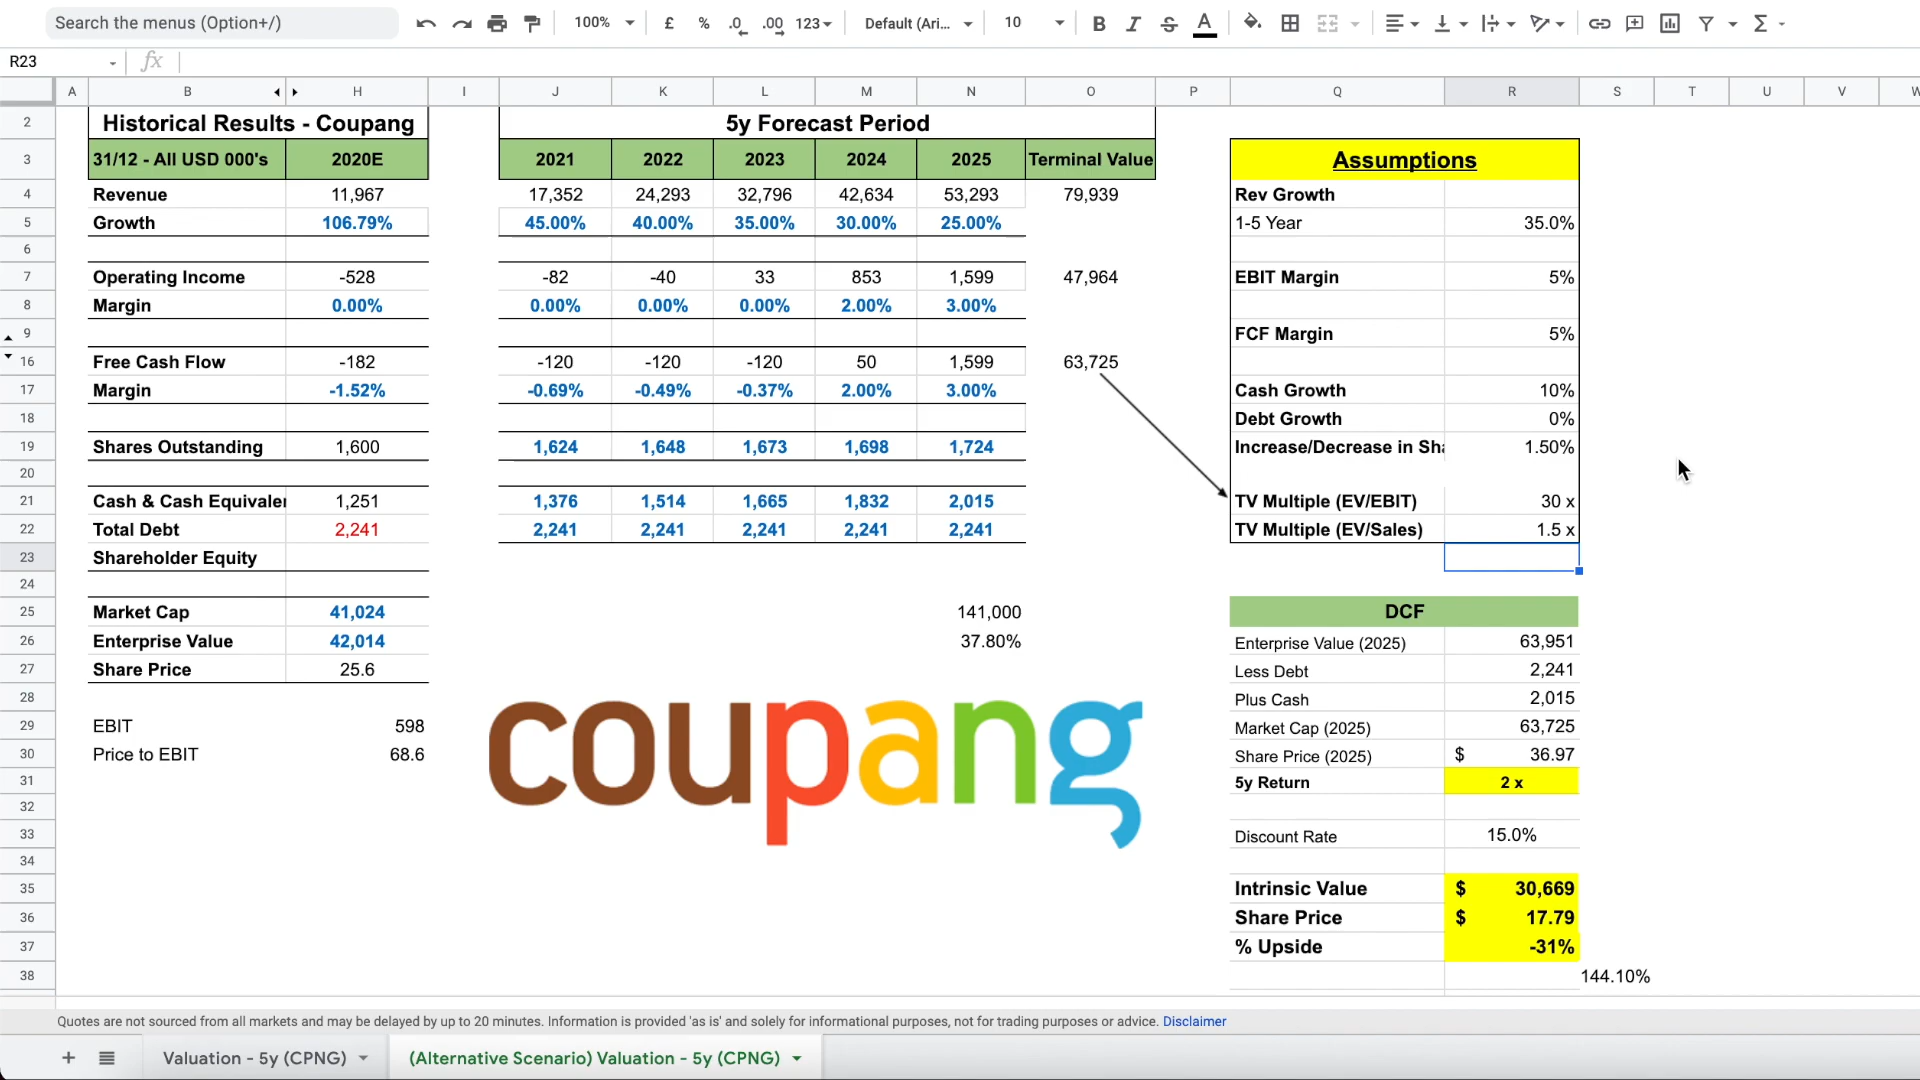 Search the menus (Option+/)
100%
£ % .0 .00 123
Default (Ari...
10
B I S A
R23
fx
A B H I J K L M N O P Q R S T U V W
2 Historical Results - Coupang 5y Forecast Period
3 31/12 - All USD 000's 2020E 2021 2022 2023 2024 2025 Terminal Value Assumptions
4 Revenue 11,967 17,352 24,293 32,796 42,634 53,293 79,939 Rev Growth
5 Growth 106.79% 45.00% 40.00% 35.00% 30.00% 25.00% 1-5 Year 35.0%
6
7 Operating Income -528 -82 -40 33 853 1,599 47,964 EBIT Margin 5%
8 Margin 0.00% 0.00% 0.00% 0.00% 2.00% 3.00%
9 FCF Margin 5%
16 Free Cash Flow -182 -120 -120 -120 50 1,599 63,725
17 Margin -1.52% -0.69% -0.49% -0.37% 2.00% 3.00% Cash Growth 10%
18 Debt Growth 0%
19 Shares Outstanding 1,600 1,624 1,648 1,673 1,698 1,724 Increase/Decrease in Sha 1.50%
20
21 Cash & Cash Equivaler 1,251 1,376 1,514 1,665 1,832 2,015 TV Multiple (EV/EBIT) 30 x
22 Total Debt 2,241 2,241 2,241 2,241 2,241 2,241 TV Multiple (EV/Sales) 1.5 x
23 Shareholder Equity
24
25 Market Cap 41,024 141,000 DCF
26 Enterprise Value 42,014 37.80% Enterprise Value (2025) 63,951
27 Share Price 25.6 Less Debt 2,241
28 Plus Cash 2,015
29 EBIT 598 Market Cap (2025) 63,725
30 Price to EBIT 68.6 Share Price (2025) $ 36.97
31 5y Return 2 x
32
33 Discount Rate 15.0%
34
35 Intrinsic Value $ 30,669
36 Share Price $ 17.79
37 % Upside -31%
38 144.10%
coupang
Quotes are not sourced from all markets and may be delayed by up to 20 minutes. Information is provided 'as is' and solely for informational purposes, not for trading purposes or advice. Disclaimer
Valuation - 5y (CPNG) (Alternative Scenario) Valuation - 5y (CPNG)